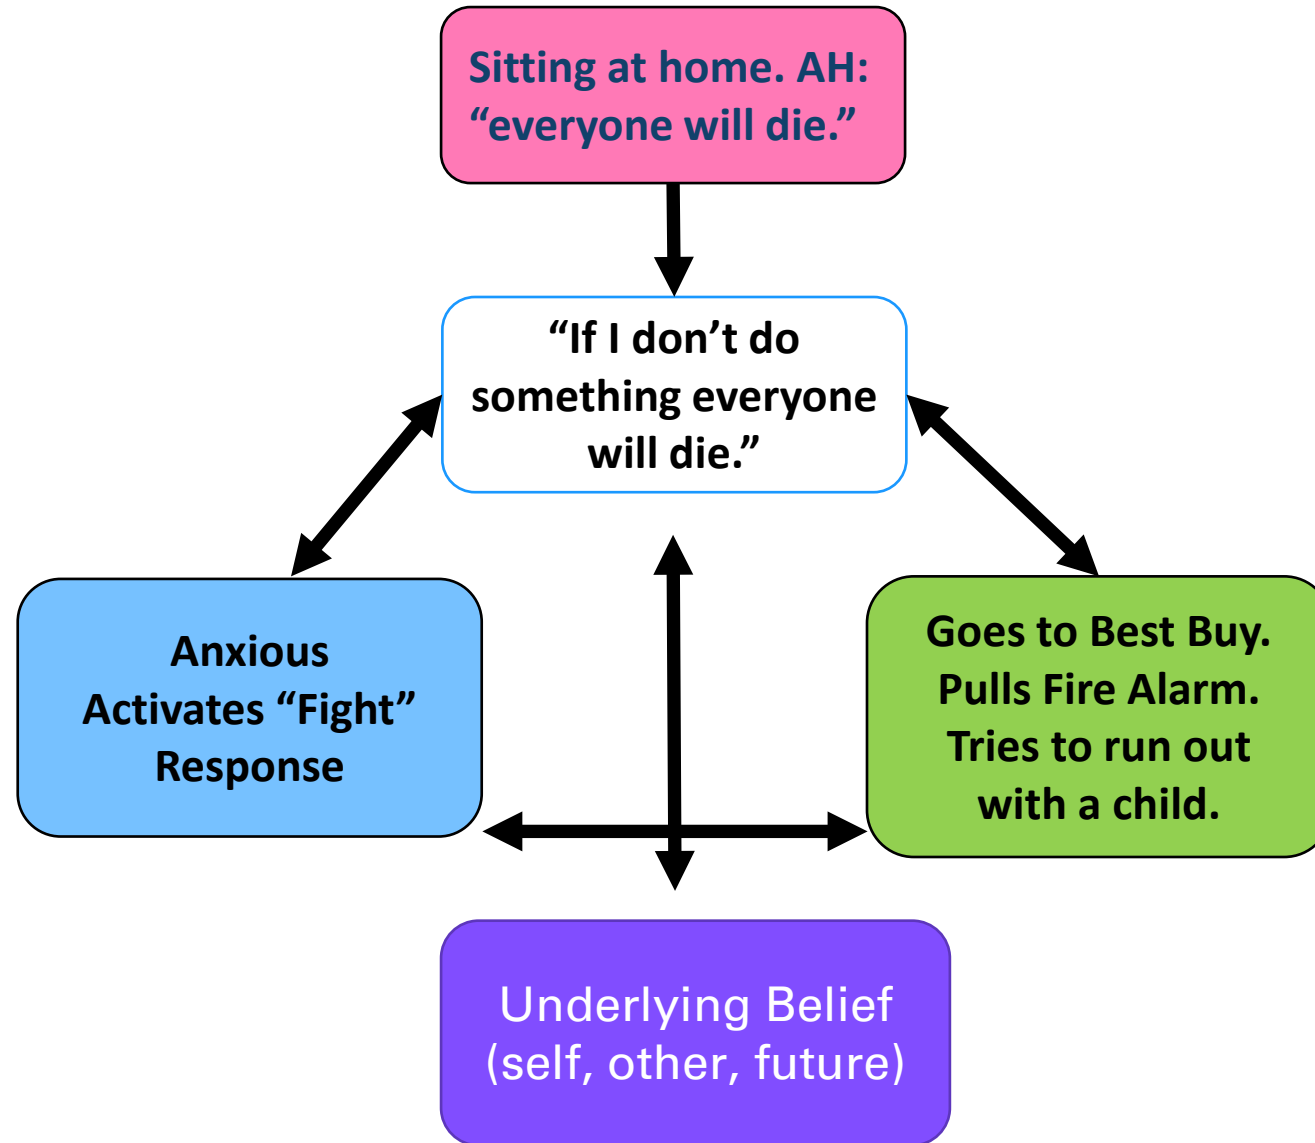 Sitting at home. AH:
“everyone will die.”
“If I don’t do
something everyone
will die.”
Anxious
Activates “Fight”
Response
Goes to Best Buy.
Pulls Fire Alarm.
Tries to run out
with a child.
Underlying Belief
(self, other, future)